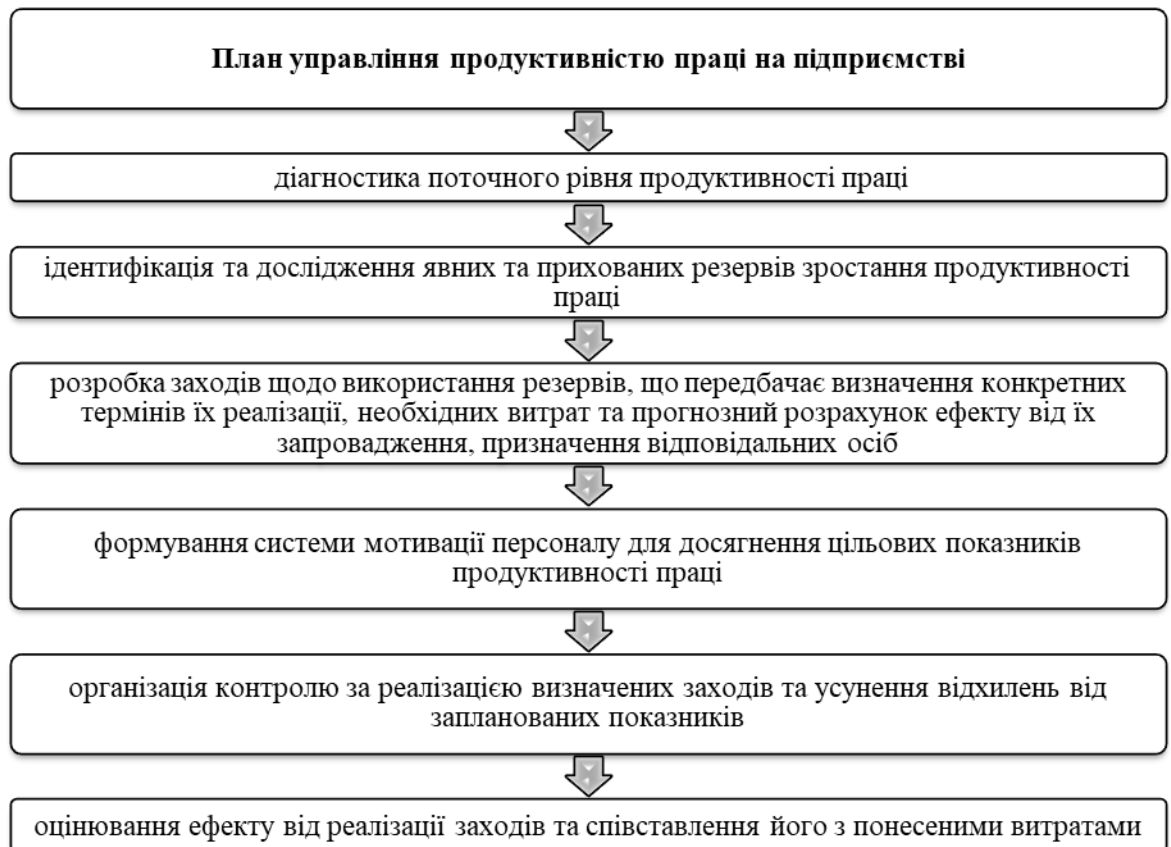 План управління продуктивністю праці на підприємстві
діагностика поточного рівня продуктивності праці
ідентифікація та дослідження явних та прихованих резервів зростання продуктивності
праці
розробка заходів щодо використання резервів, що передбачає визначення конкретних
термінів їх реалізації, необхідних витрат та прогнозний розрахунок ефекту від їх
запровадження, призначення відповідальних осіб
формування системи мотивації персоналу для досягнення цільових показників
продуктивності праці
організація контролю за реалізацією визначених заходів та усунення відхилень від
запланованих показників
оцінювання ефекту від реалізації заходів та співставлення його з понесеними витратами